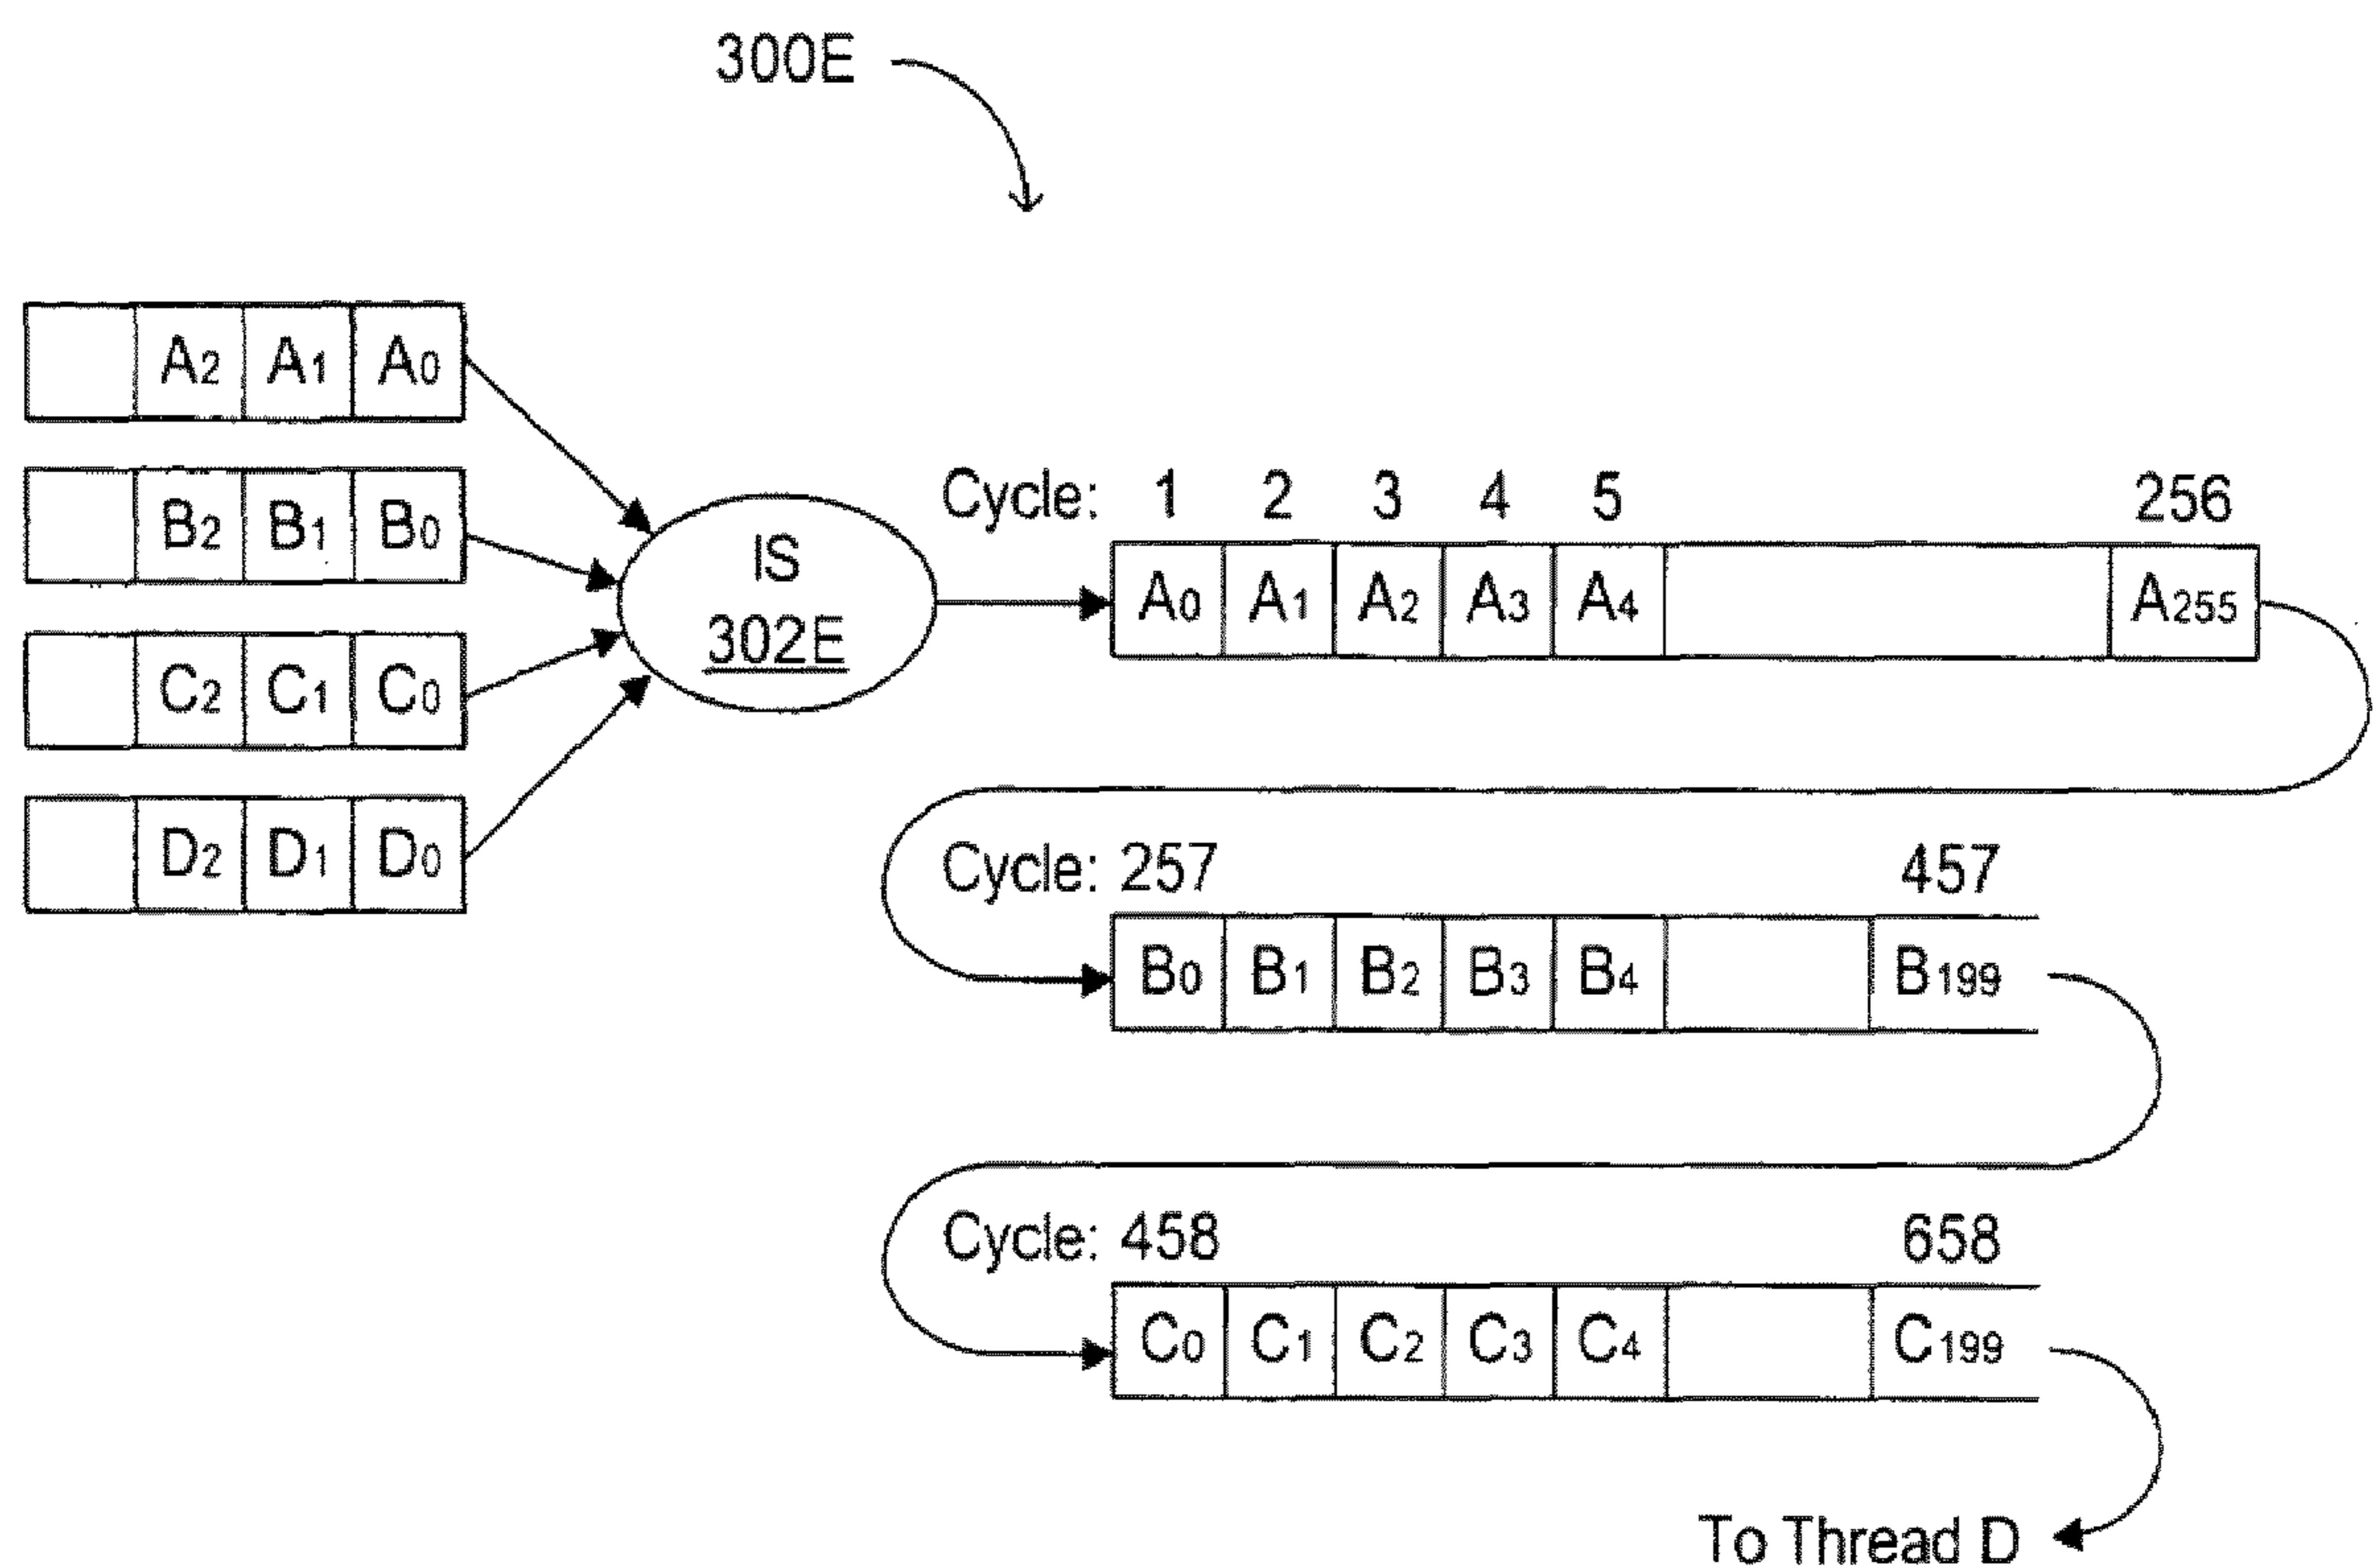 300E
A2 A1 A0
B2 B1 B0
C2 C1 C0
D2 D1 D0
IS
302E
Cycle: 1 2 3 4 5 256
A0 A1 A2 A3 A4 A255
Cycle: 257 457
B0 B1 B2 B3 B4 B199
Cycle: 458 658
C0 C1 C2 C3 C4 C199
To Thread D